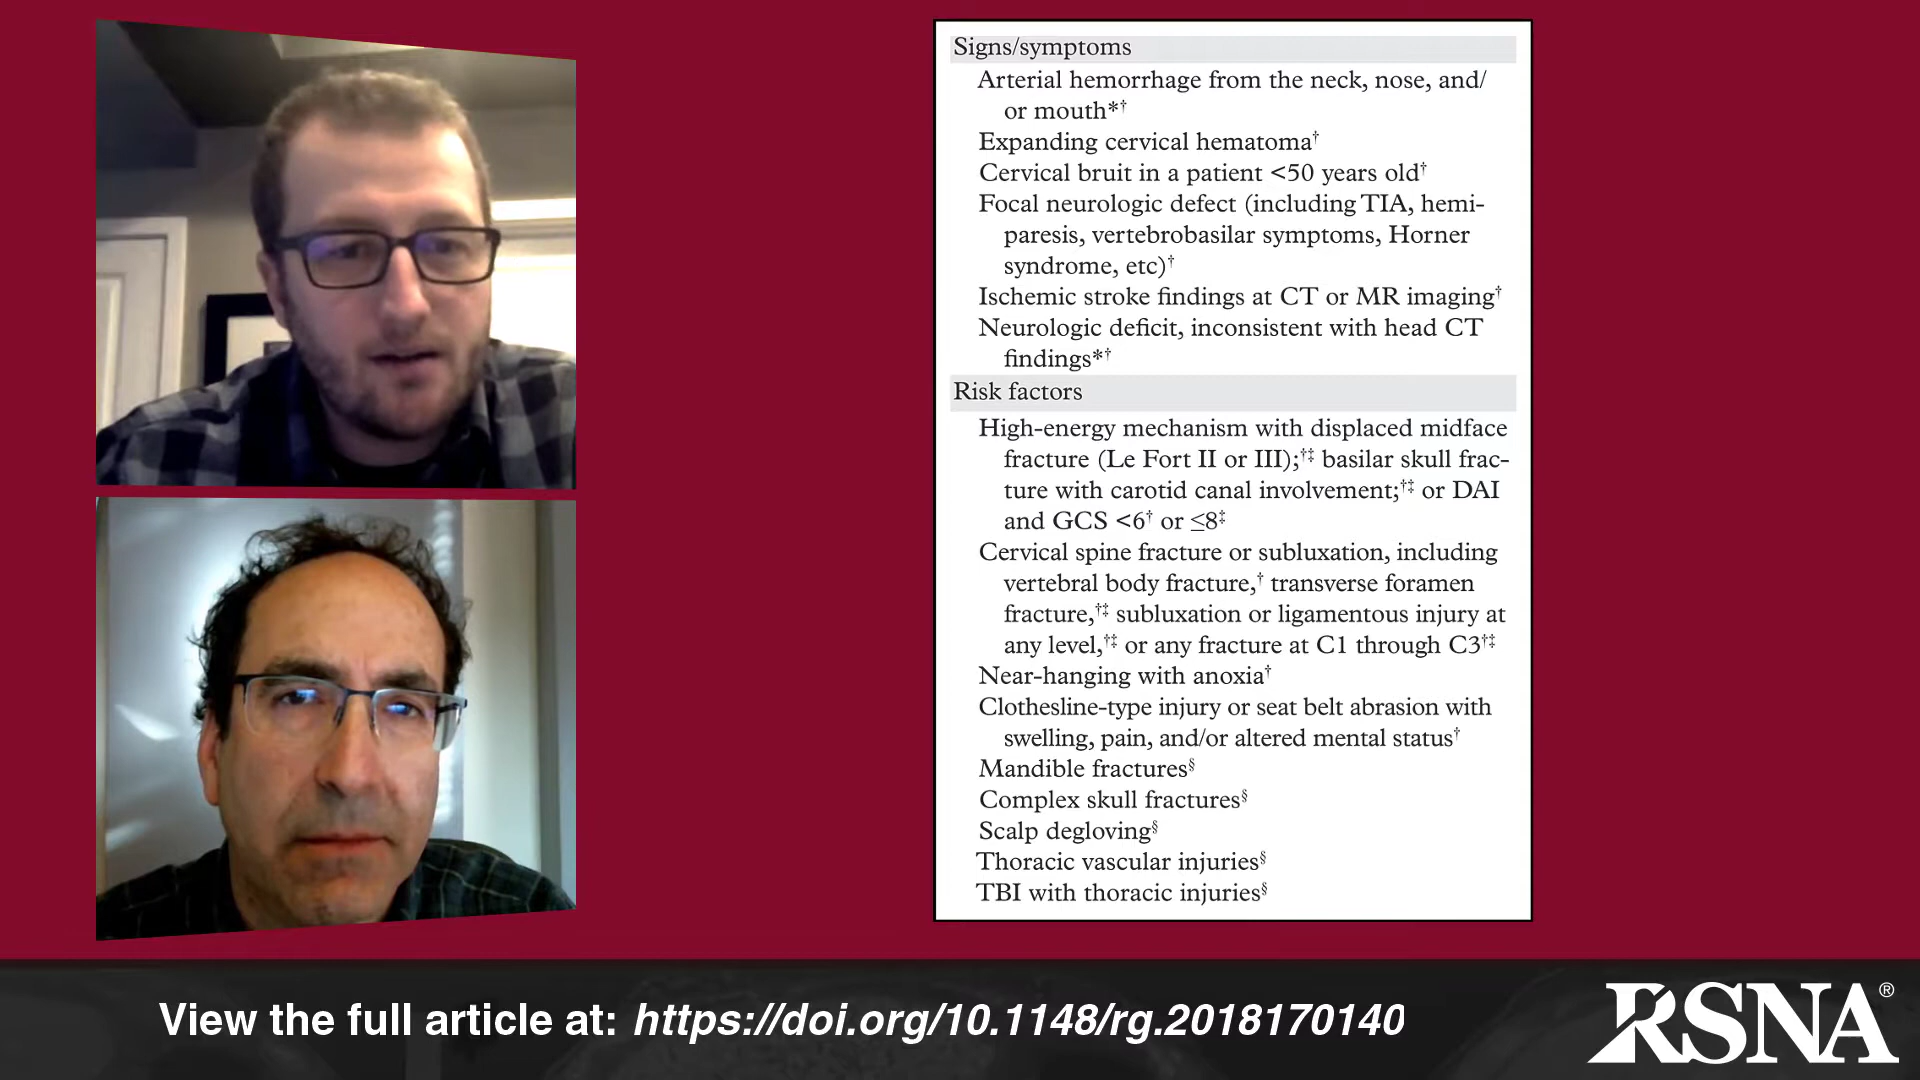 Signs/symptoms
Arterial hemorrhage from the neck, nose, and/
or mouth*†
Expanding cervical hematoma†
Cervical bruit in a patient <50 years old†
Focal neurologic defect (including TIA, hemi-
paresis, vertebrobasilar symptoms, Horner
syndrome, etc)†
Ischemic stroke findings at CT or MR imaging†
Neurologic deficit, inconsistent with head CT
findings*†
Risk factors
High-energy mechanism with displaced midface
fracture (Le Fort II or III);†‡ basilar skull frac-
ture with carotid canal involvement;†‡ or DAI
and GCS <6† or ≤8‡
Cervical spine fracture or subluxation, including
vertebral body fracture,† transverse foramen
fracture,†‡ subluxation or ligamentous injury at
any level,†‡ or any fracture at C1 through C3†‡
Near-hanging with anoxia†
Clothesline-type injury or seat belt abrasion with
swelling, pain, and/or altered mental status†
Mandible fractures§
Complex skull fractures§
Scalp degloving§
Thoracic vascular injuries§
TBI with thoracic injuries§
View the full article at: https://doi.org/10.1148/rg.2018170140
RSNA®